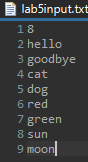 lab5input.txt
1 8
2 hello
3 goodbye
4 cat
5 dog
6 red
7 green
8 sun
9 moon